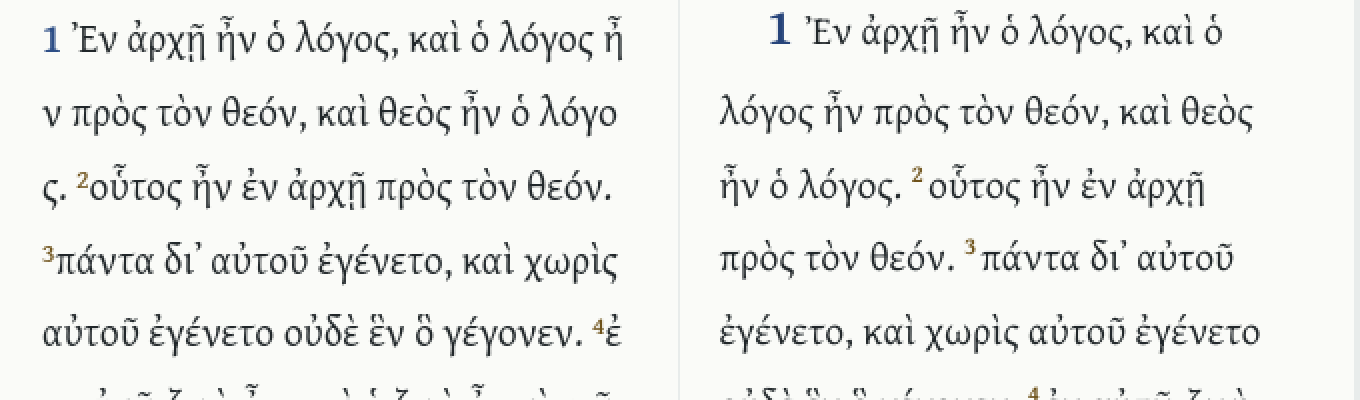 1 Ἐν ἀρχῇ ἦν ὁ λόγος, καὶ ὁ λόγος ἦ
ν πρὸς τὸν θεόν, καὶ θεὸς ἦν ὁ λόγο
ς. 2οὗτος ἦν ἐν ἀρχῇ πρὸς τὸν θεόν.
3πάντα δι’ αὐτοῦ ἐγένετο, καὶ χωρὶς
αὐτοῦ ἐγένετο οὐδὲ ἓν ὃ γέγονεν. 4ἐ
1 Ἐν ἀρχῇ ἦν ὁ λόγος, καὶ ὁ
λόγος ἦν πρὸς τὸν θεόν, καὶ θεὸς
ἦν ὁ λόγος. 2 οὗτος ἦν ἐν ἀρχῇ
πρὸς τὸν θεόν. 3 πάντα δι’ αὐτοῦ
ἐγένετο, καὶ χωρὶς αὐτοῦ ἐγένετο